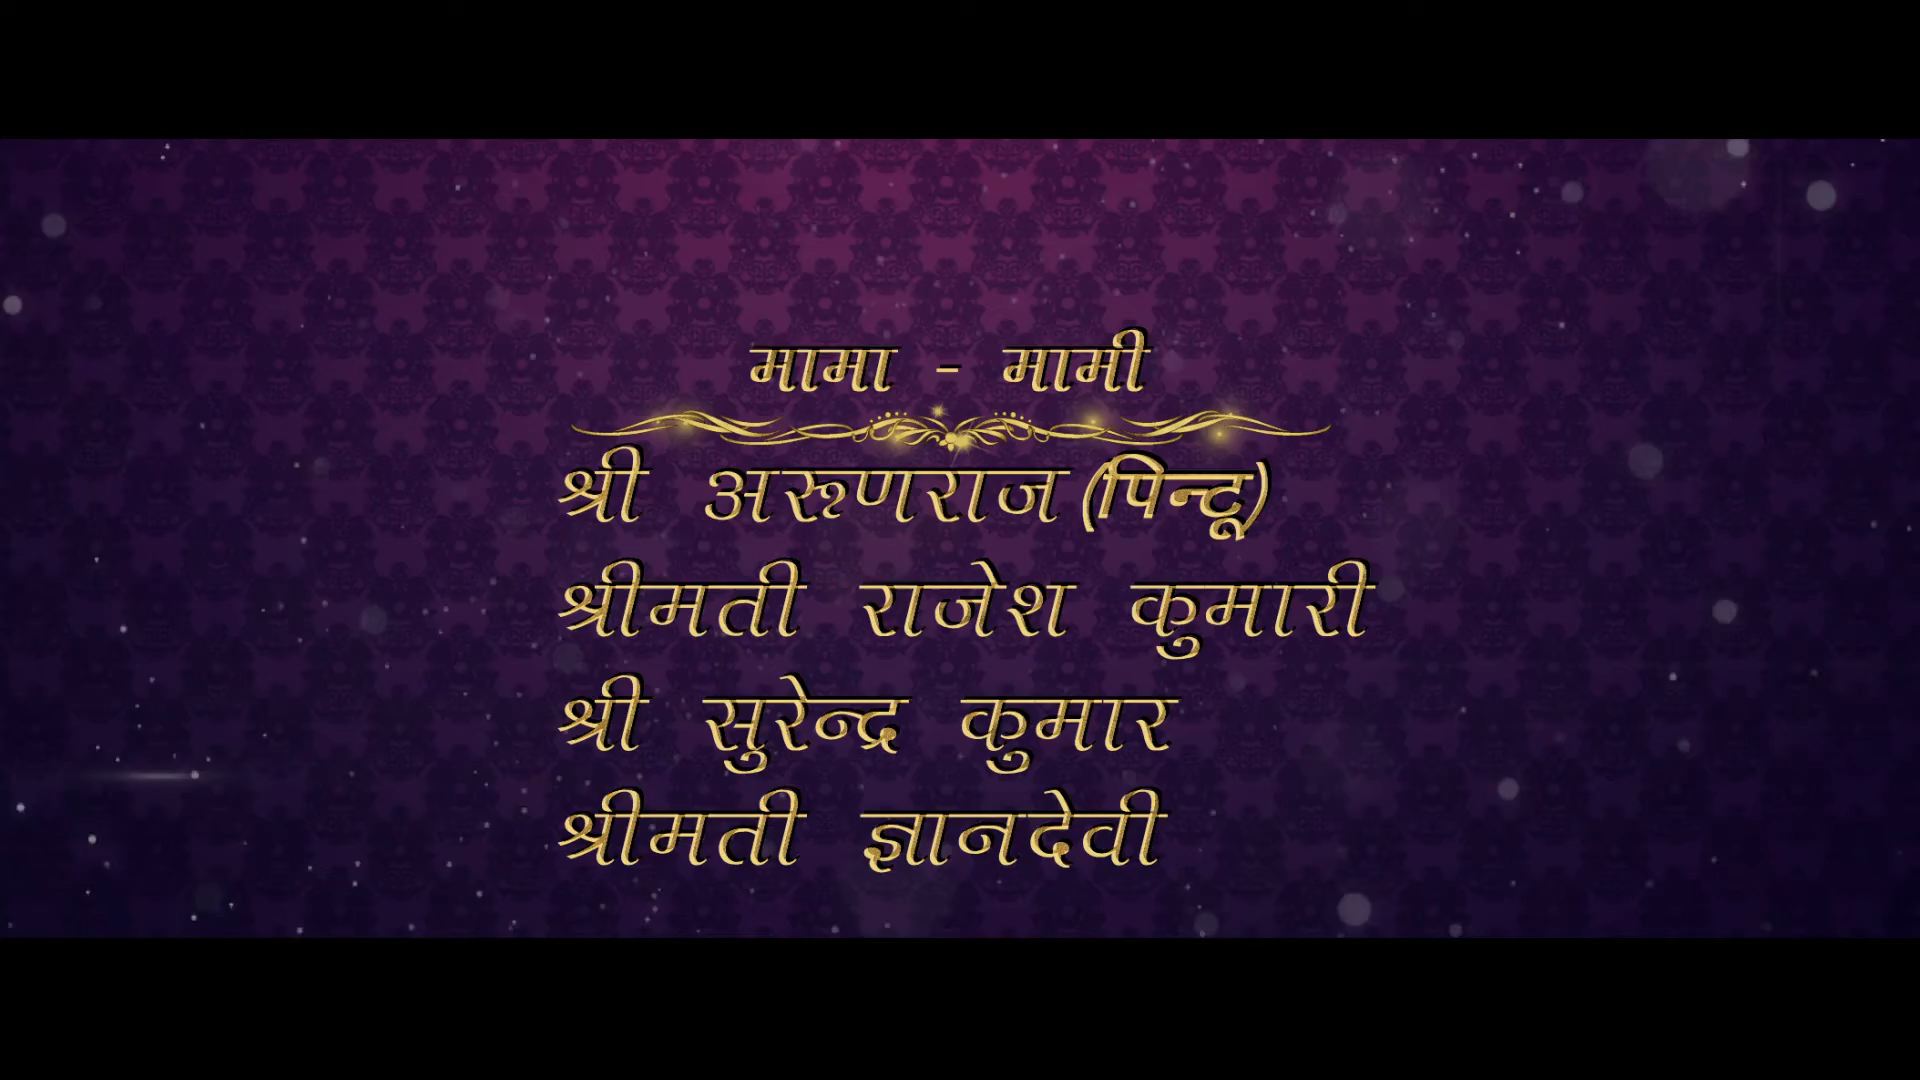 मामा - मामी
श्री अरूणराज (पिन्टू)
श्रीमती राजेश कुमारी
श्री सुरेन्द्र कुमार
श्रीमती ज्ञानदेवी